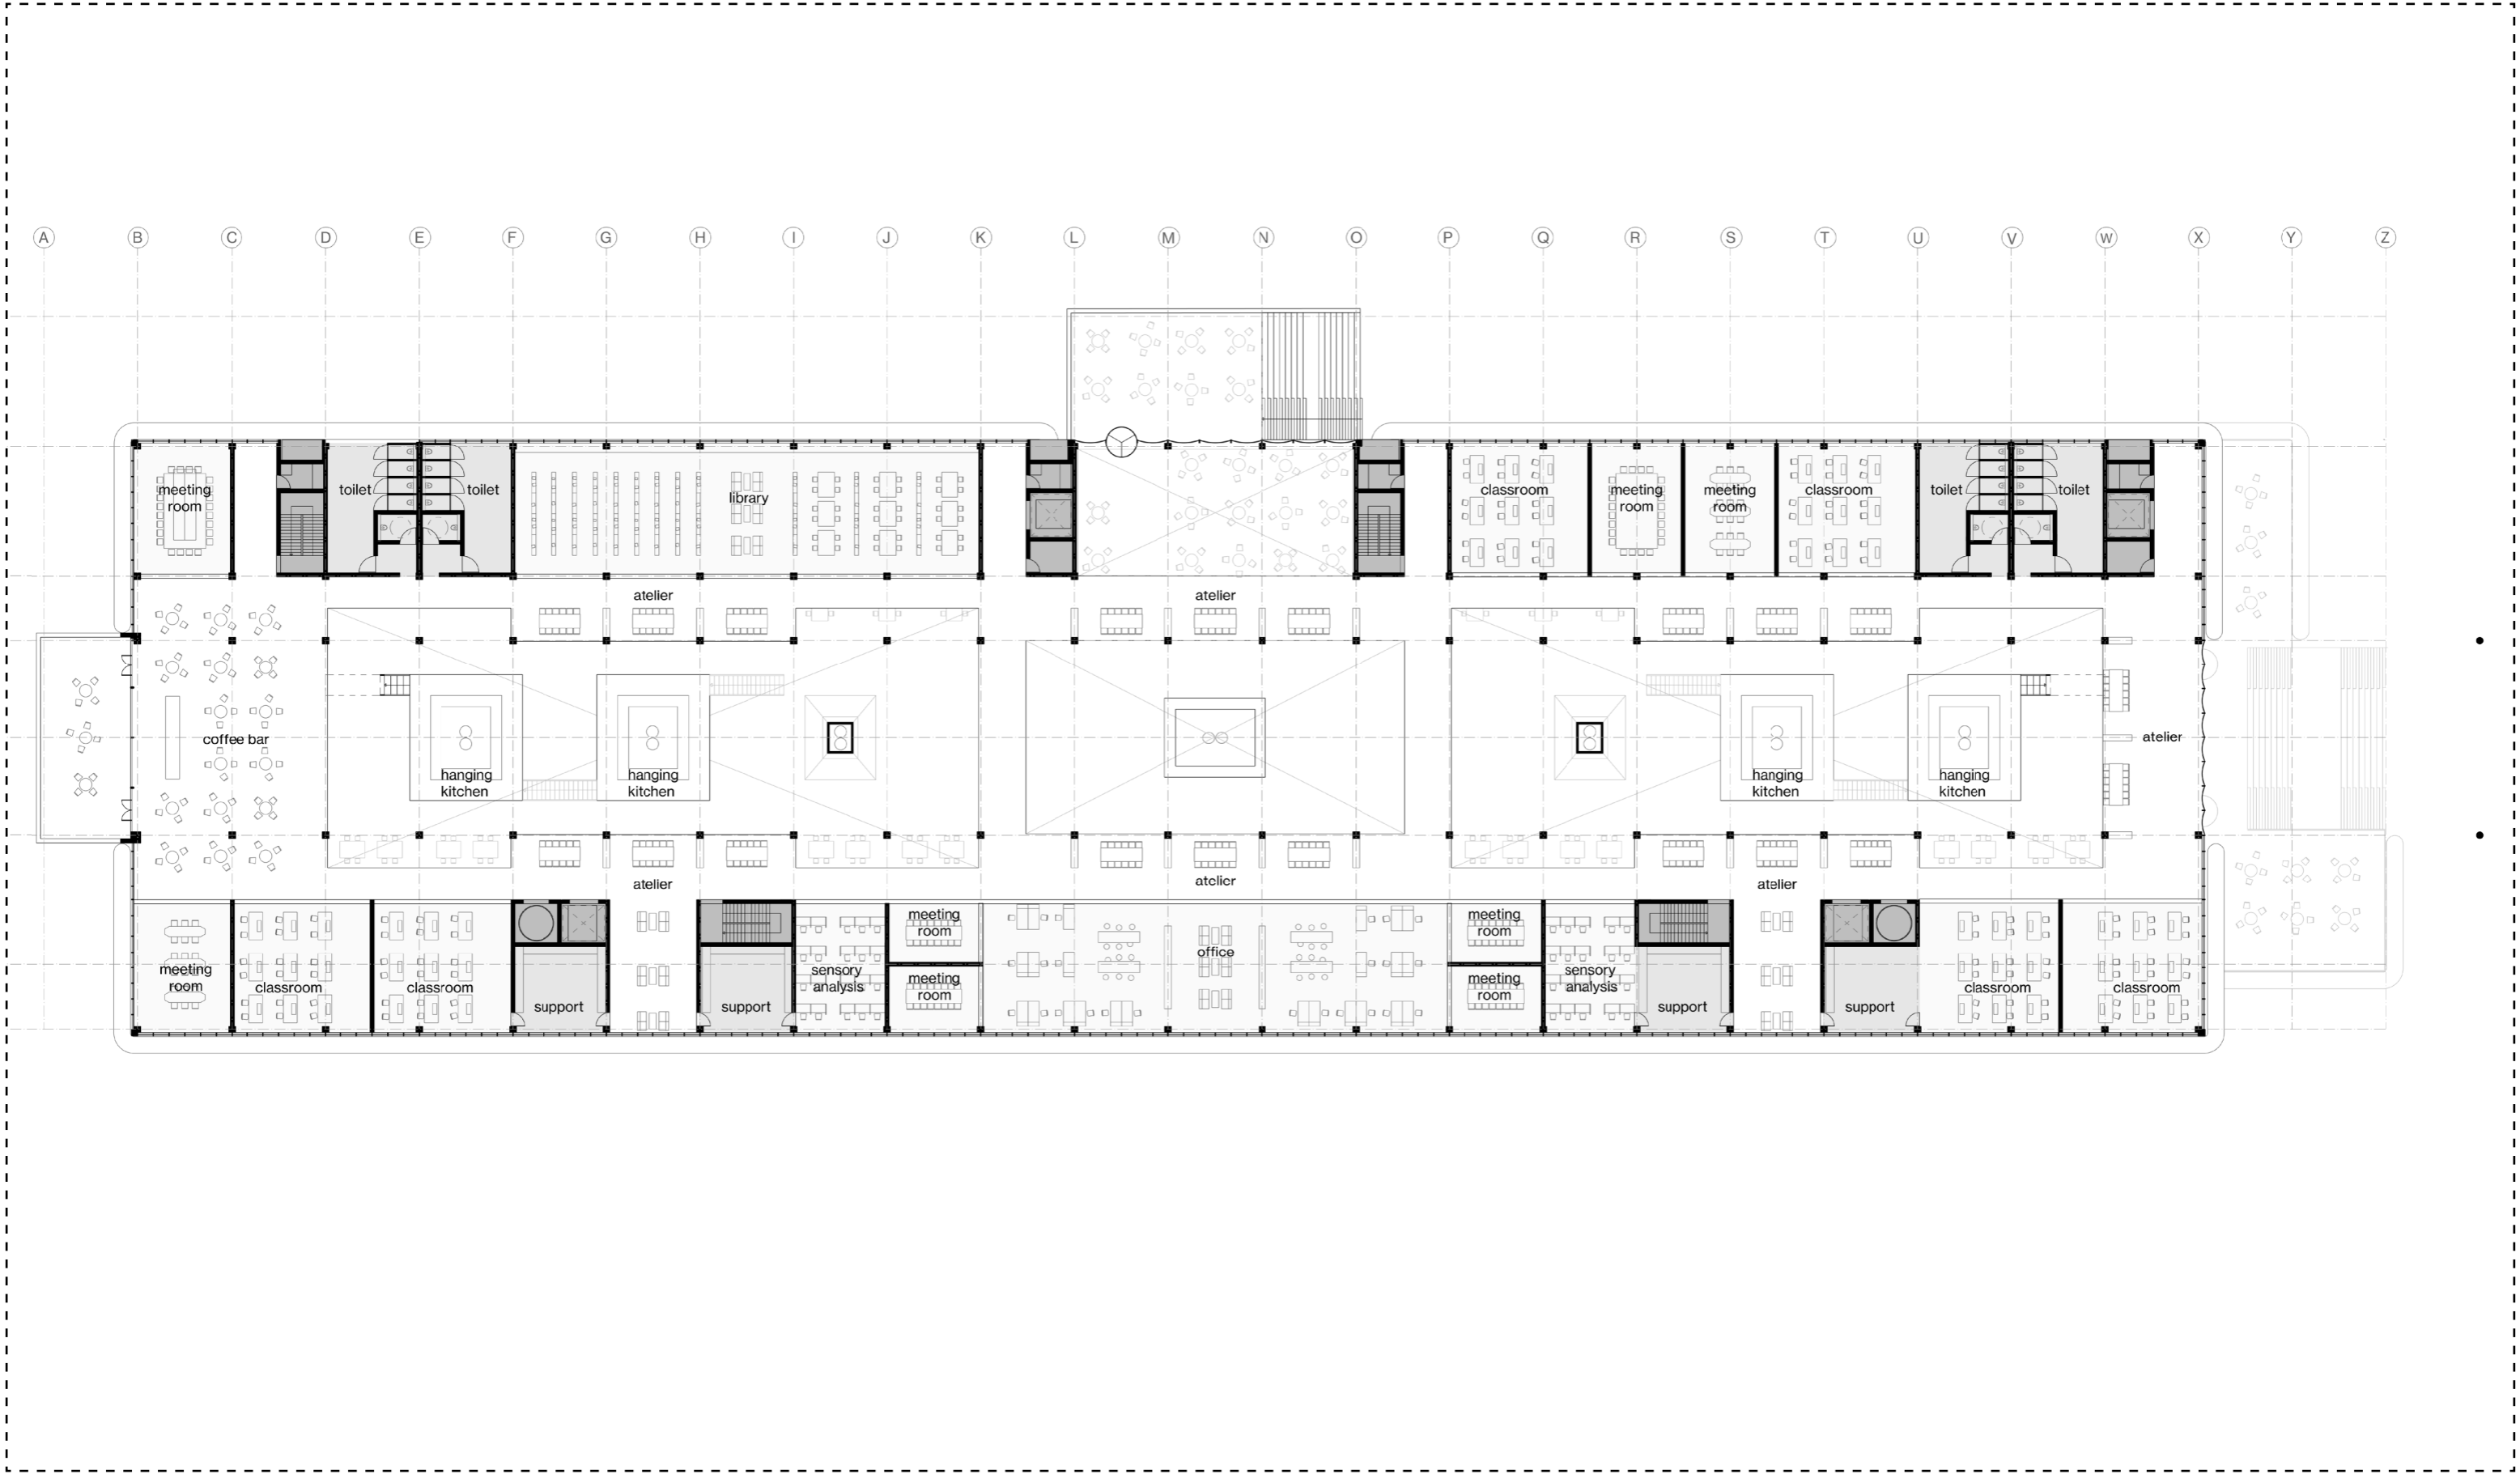 A B C D E F G H I J K L M N O P Q R S T U V W X Y Z
meeting
room
toilet
toilet
library
classroom
meeting
room
meeting
room
classroom
toilet
toilet
atelier
atelier
coffee bar
hanging
kitchen
hanging
kitchen
hanging
kitchen
hanging
kitchen
atelier
atelier
atelier
atelier
meeting
room
classroom
classroom
support
support
sensory
analysis
meeting
room
meeting
room
office
meeting
room
meeting
room
sensory
analysis
support
support
classroom
classroom